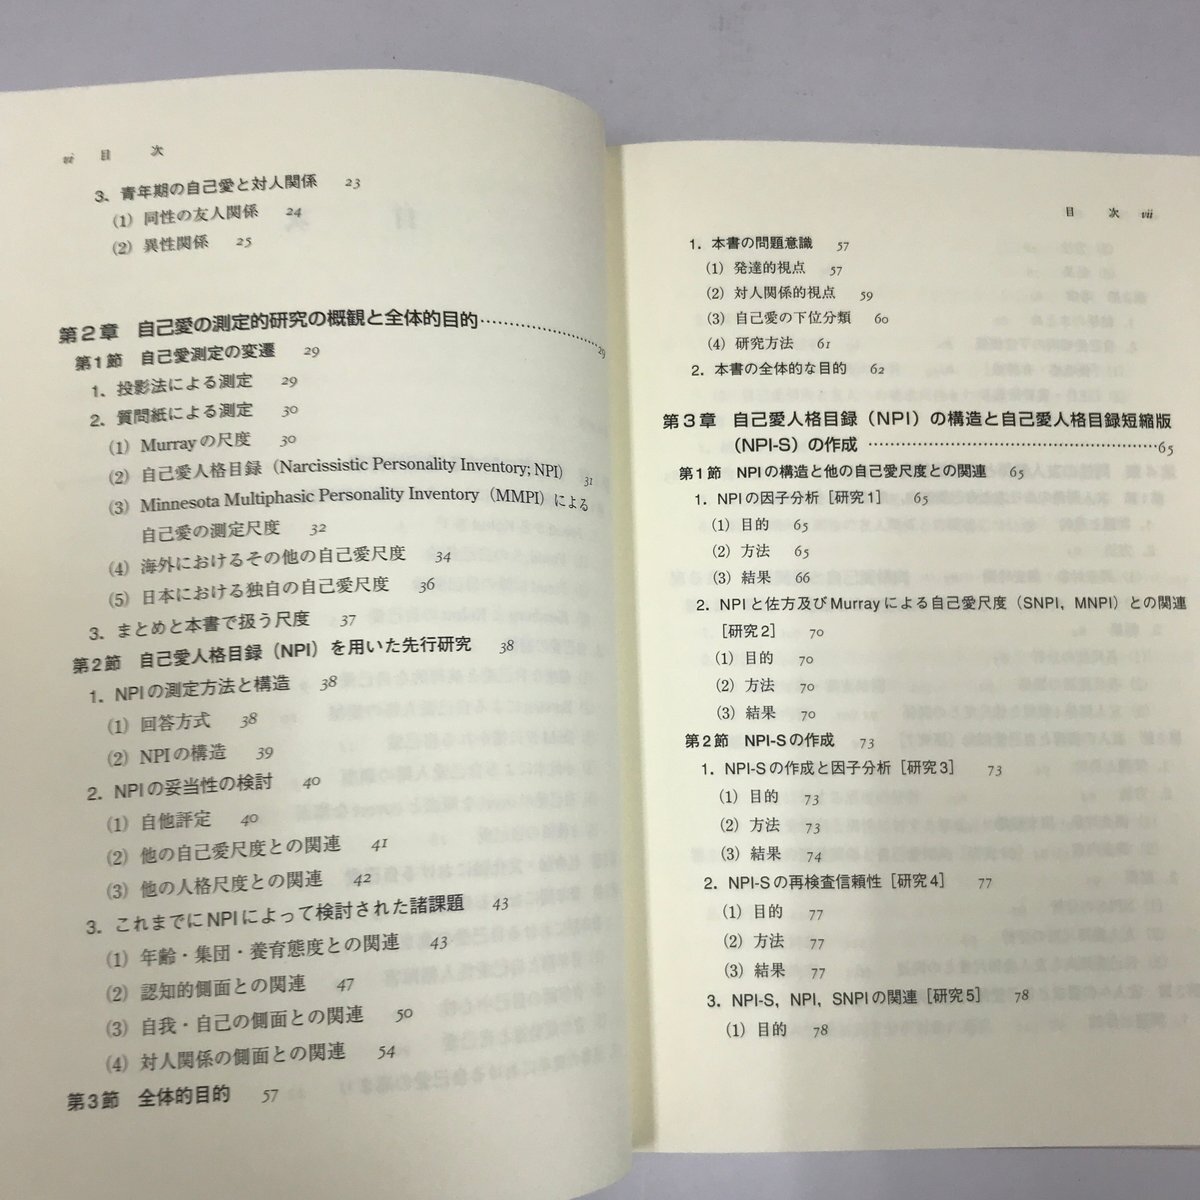 vi 目 次
3．青年期の自己愛と対人関係 23
(1) 同性の友人関係 24
(2) 異性関係 25
第2章 自己愛の測定的研究の概観と全体的目的……………………29
第1節 自己愛測定の変遷 29
1．投影法による測定 29
2．質問紙による測定 30
(1) Murrayの尺度 30
(2) 自己愛人格目録（Narcissistic Personality Inventory; NPI） 31
(3) Minnesota Multiphasic Personality Inventory（MMPI）による
自己愛の測定尺度 32
(4) 海外におけるその他の自己愛尺度 34
(5) 日本における独自の自己愛尺度 36
3．まとめと本書で扱う尺度 37
第2節 自己愛人格目録（NPI）を用いた先行研究 38
1．NPIの測定方法と構造 38
(1) 回答方式 38
(2) NPIの構造 39
2．NPIの妥当性の検討 40
(1) 自他評定 40
(2) 他の自己愛尺度との関連 41
(3) 他の人格尺度との関連 42
3．これまでにNPIによって検討された諸課題 43
(1) 年齢・集団・養育態度との関連 43
(2) 認知的側面との関連 47
(3) 自我・自己の側面との関連 50
(4) 対人関係の側面との関連 54
第3節 全体的目的 57
目 次 vii
1．本書の問題意識 57
(1) 発達的視点 57
(2) 対人関係的視点 59
(3) 自己愛の下位分類 60
(4) 研究方法 61
2．本書の全体的な目的 62
第3章 自己愛人格目録（NPI）の構造と自己愛人格目録短縮版
（NPI-S）の作成 ……………………………………………65
第1節 NPIの構造と他の自己愛尺度との関連 65
1．NPIの因子分析［研究1］ 65
(1) 目的 65
(2) 方法 65
(3) 結果 66
2．NPIと佐方及びMurrayによる自己愛尺度（SNPI，MNPI）との関連
［研究2］ 70
(1) 目的 70
(2) 方法 70
(3) 結果 70
第2節 NPI-Sの作成 73
1．NPI-Sの作成と因子分析［研究3］ 73
(1) 目的 73
(2) 方法 73
(3) 結果 74
2．NPI-Sの再検査信頼性［研究4］ 77
(1) 目的 77
(2) 方法 77
(3) 結果 77
3．NPI-S，NPI，SNPIの関連［研究5］ 78
(1) 目的 78